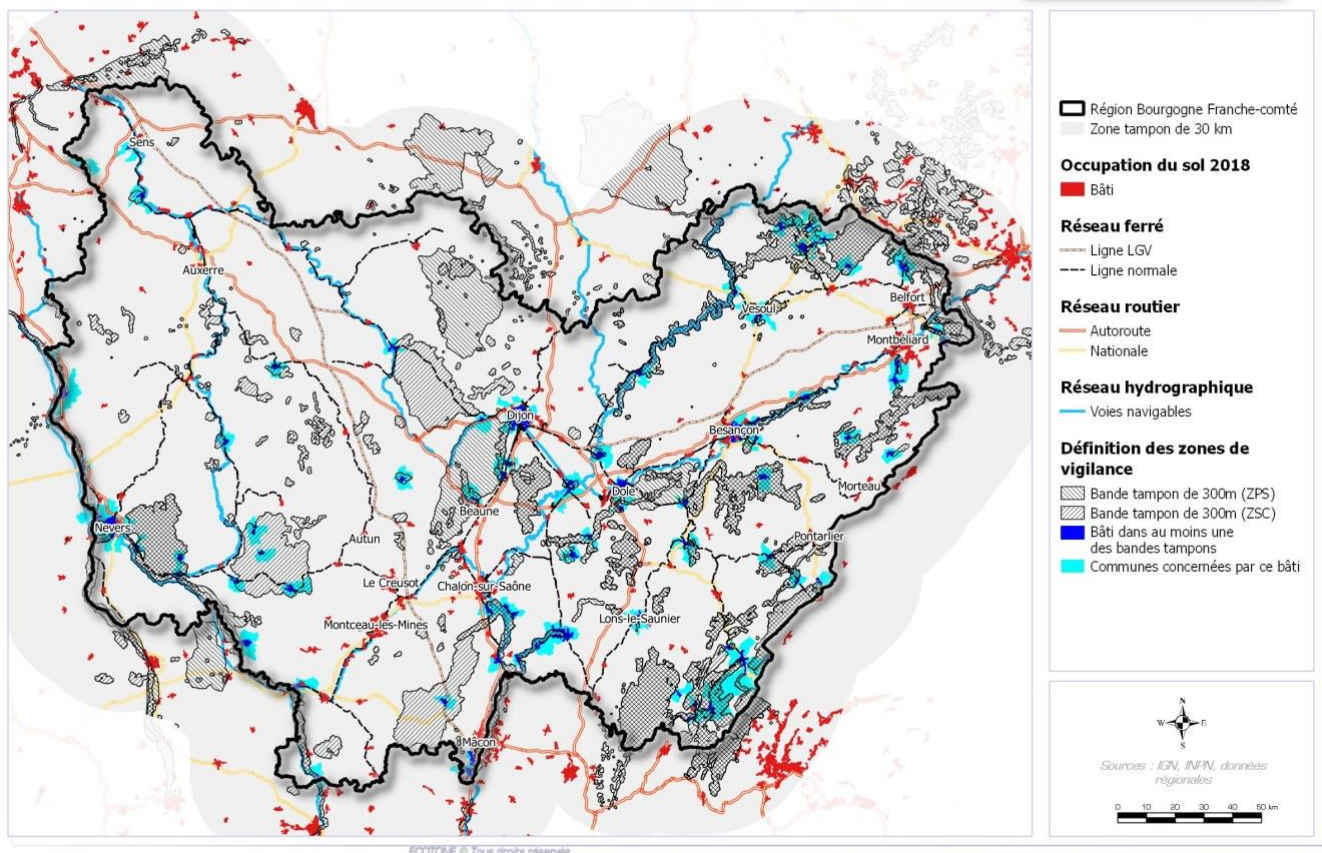 Sens
Auxerre
Vesoul
Belfort
Montbéliard
Dijon
Besançon
Dole
Beaune
Morteau
Nevers
Autun
Pontarlier
Le Creusot
Chalon-sur-Saône
Montceau-les-Mines
Lons-le-Saunier
Mâcon
Région Bourgogne Franche-comté
Zone tampon de 30 km
Occupation du sol 2018
Bâti
Réseau ferré
Ligne LGV
Ligne normale
Réseau routier
Autoroute
Nationale
Réseau hydrographique
Voies navigables
Définition des zones de
vigilance
Bande tampon de 300m (ZPS)
Bande tampon de 300m (ZSC)
Bâti dans au moins une
des bandes tampons
Communes concernées par ce bâti
N
W E
S
Sources : IGN, INPN, données
régionales
0 10 20 30 40 50 km
ECOTONE © Tous droits réservés